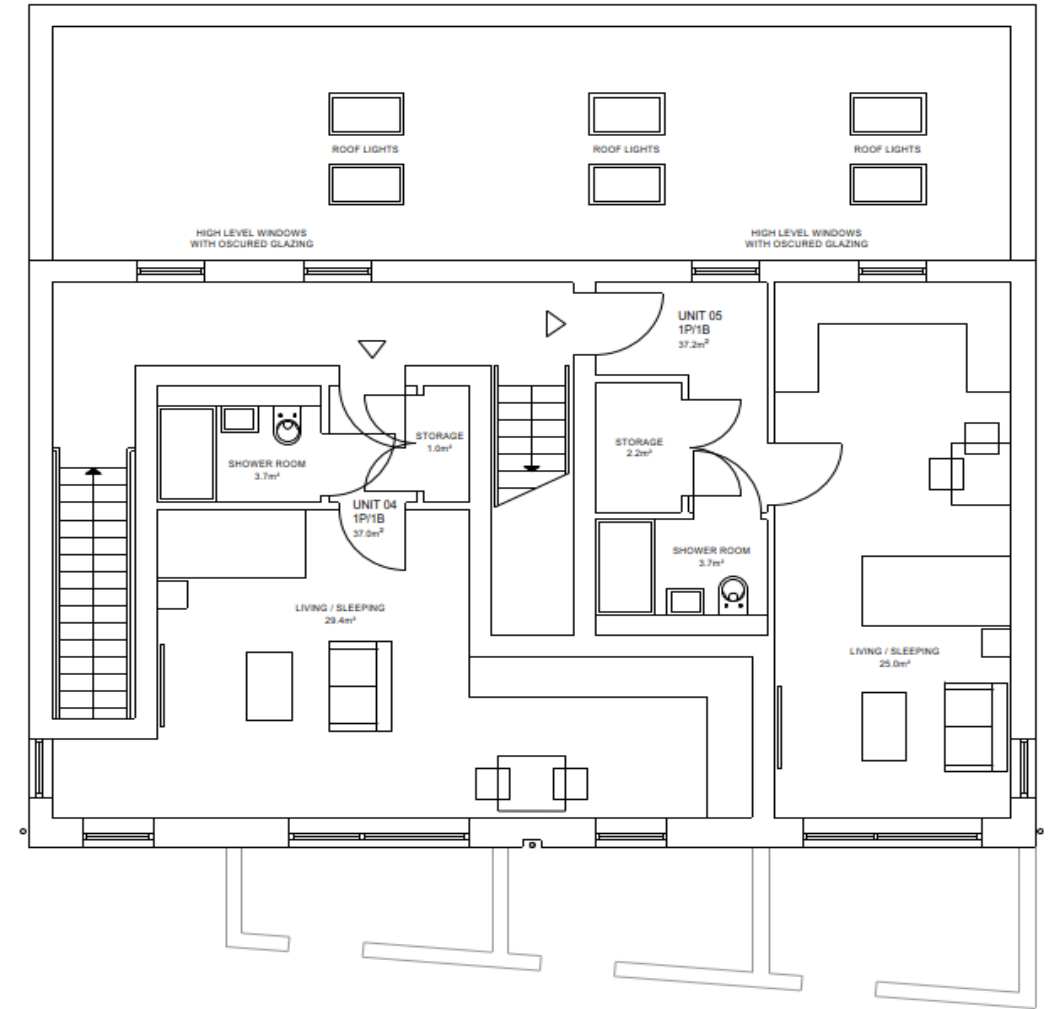 ROOF LIGHTS
ROOF LIGHTS
ROOF LIGHTS
HIGH LEVEL WINDOWS
WITH OSCURED GLAZING
HIGH LEVEL WINDOWS
WITH OSCURED GLAZING
UNIT 05
1P/1B
37.2m²
STORAGE
1.0m²
STORAGE
2.2m²
SHOWER ROOM
3.7m²
UNIT 04
1P/1B
37.0m²
SHOWER ROOM
3.7m²
LIVING / SLEEPING
29.4m²
LIVING / SLEEPING
25.0m²